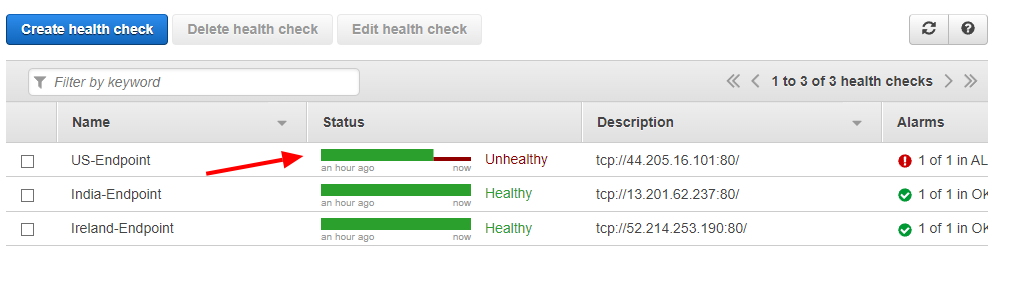 Create health check Delete health check Edit health check
Filter by keyword 1 to 3 of 3 health checks
Name Status Description Alarms
US-Endpoint Unhealthy tcp://44.205.16.101:80/ 1 of 1 in AL
an hour ago now
India-Endpoint Healthy tcp://13.201.62.237:80/ 1 of 1 in OK
an hour ago now
Ireland-Endpoint Healthy tcp://52.214.253.190:80/ 1 of 1 in OK
an hour ago now